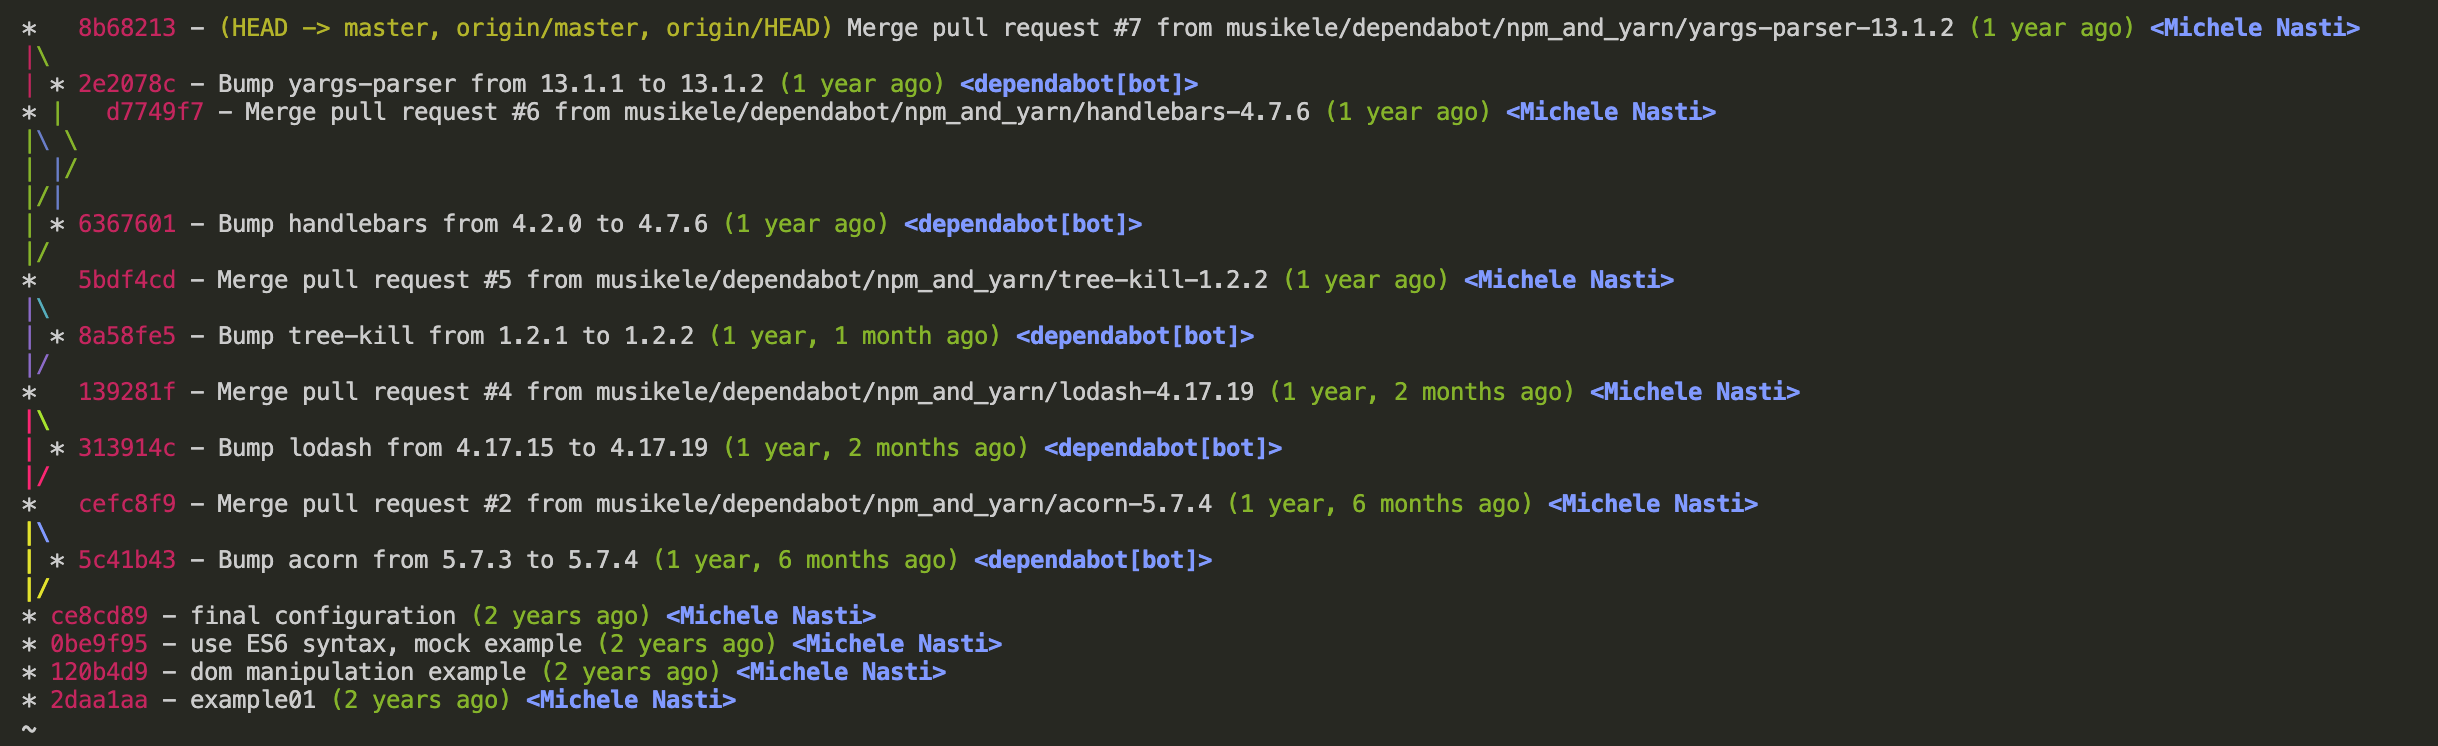 *   8b68213 - (HEAD -> master, origin/master, origin/HEAD) Merge pull request #7 from musikele/dependabot/npm_and_yarn/yargs-parser-13.1.2 (1 year ago) <Michele Nasti>
|\
| * 2e2078c - Bump yargs-parser from 13.1.1 to 13.1.2 (1 year ago) <dependabot[bot]>
* |   d7749f7 - Merge pull request #6 from musikele/dependabot/npm_and_yarn/handlebars-4.7.6 (1 year ago) <Michele Nasti>
|\ \
| |/
|/|
| * 6367601 - Bump handlebars from 4.2.0 to 4.7.6 (1 year ago) <dependabot[bot]>
|/
*   5bdf4cd - Merge pull request #5 from musikele/dependabot/npm_and_yarn/tree-kill-1.2.2 (1 year ago) <Michele Nasti>
|\
| * 8a58fe5 - Bump tree-kill from 1.2.1 to 1.2.2 (1 year, 1 month ago) <dependabot[bot]>
|/
*   139281f - Merge pull request #4 from musikele/dependabot/npm_and_yarn/lodash-4.17.19 (1 year, 2 months ago) <Michele Nasti>
|\
| * 313914c - Bump lodash from 4.17.15 to 4.17.19 (1 year, 2 months ago) <dependabot[bot]>
|/
*   cefc8f9 - Merge pull request #2 from musikele/dependabot/npm_and_yarn/acorn-5.7.4 (1 year, 6 months ago) <Michele Nasti>
|\
| * 5c41b43 - Bump acorn from 5.7.3 to 5.7.4 (1 year, 6 months ago) <dependabot[bot]>
|/
* ce8cd89 - final configuration (2 years ago) <Michele Nasti>
* 0be9f95 - use ES6 syntax, mock example (2 years ago) <Michele Nasti>
* 120b4d9 - dom manipulation example (2 years ago) <Michele Nasti>
* 2daa1aa - example01 (2 years ago) <Michele Nasti>
~